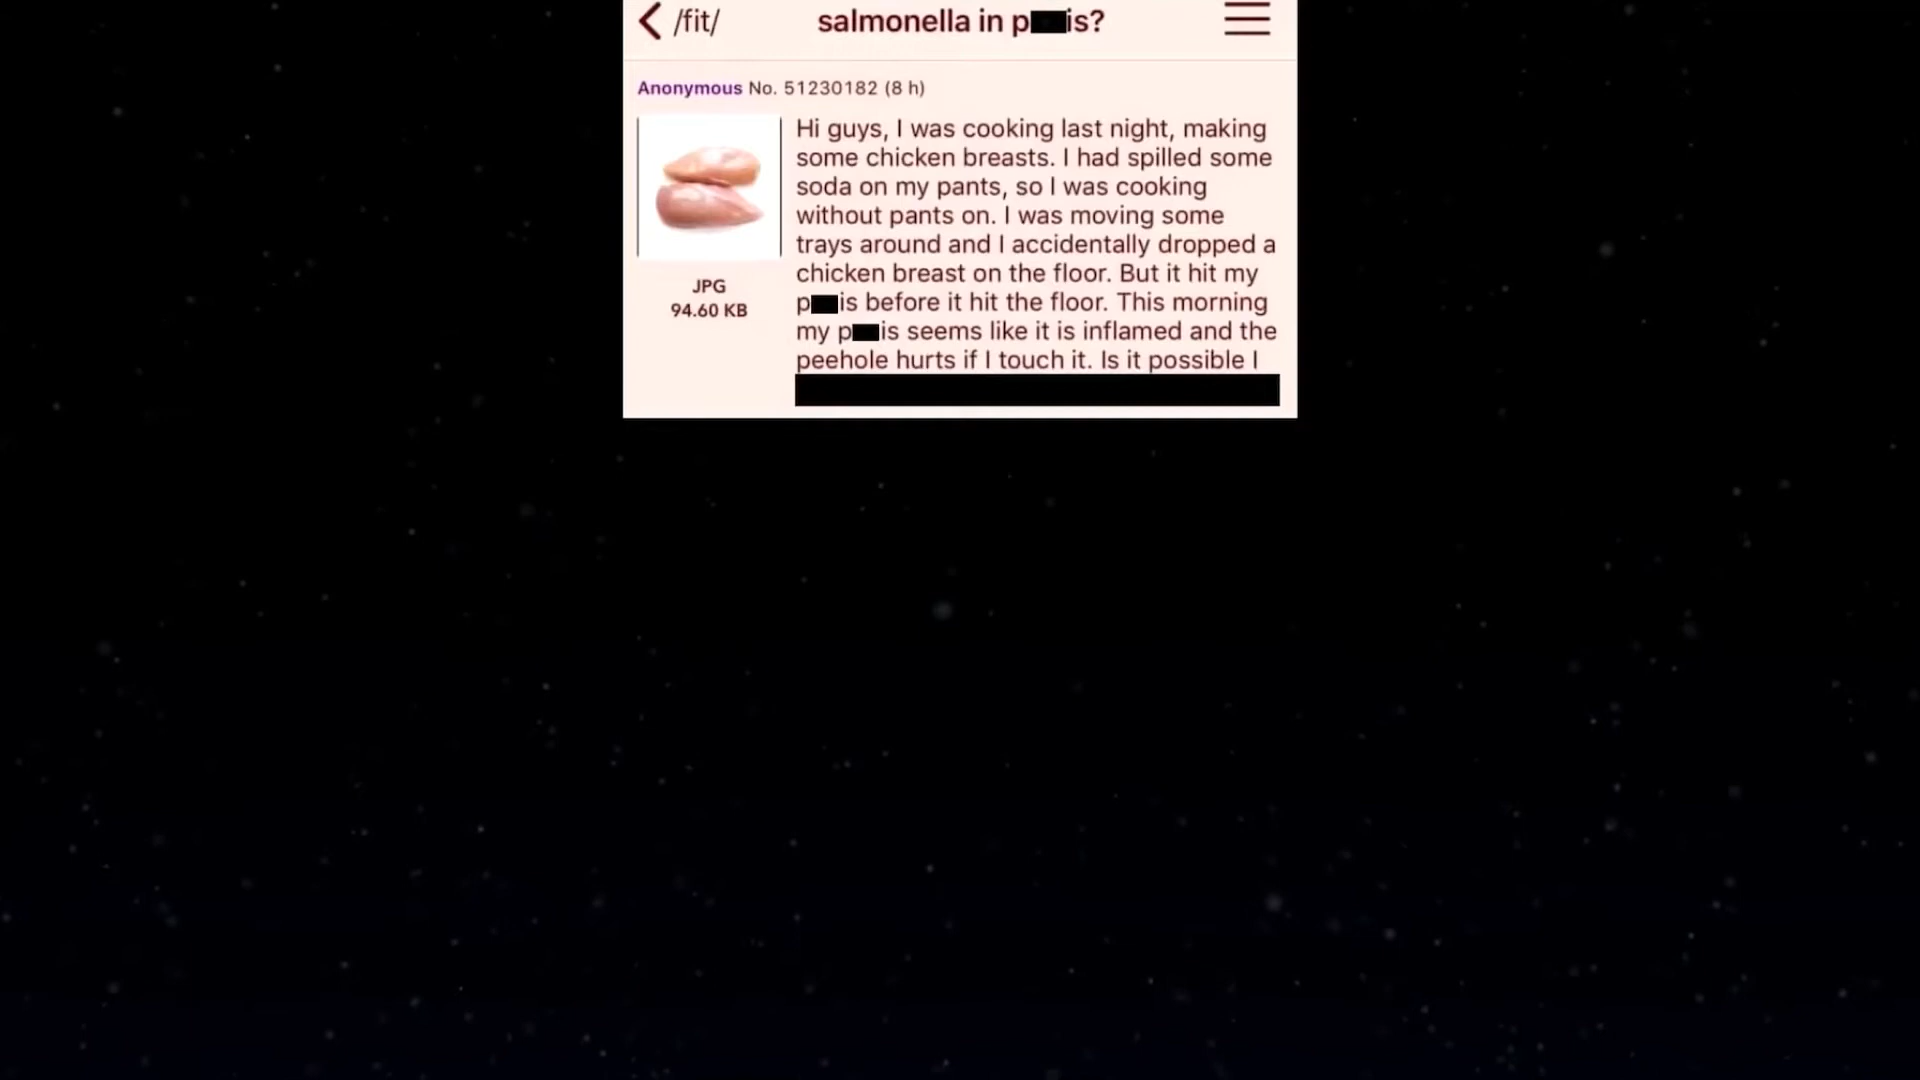 /fit/ salmonella in p██is?
Anonymous No. 51230182 (8 h)
Hi guys, I was cooking last night, making
some chicken breasts. I had spilled some
soda on my pants, so I was cooking
without pants on. I was moving some
trays around and I accidentally dropped a
chicken breast on the floor. But it hit my
p██is before it hit the floor. This morning
my p██is seems like it is inflamed and the
peehole hurts if I touch it. Is it possible I
JPG
94.60 KB